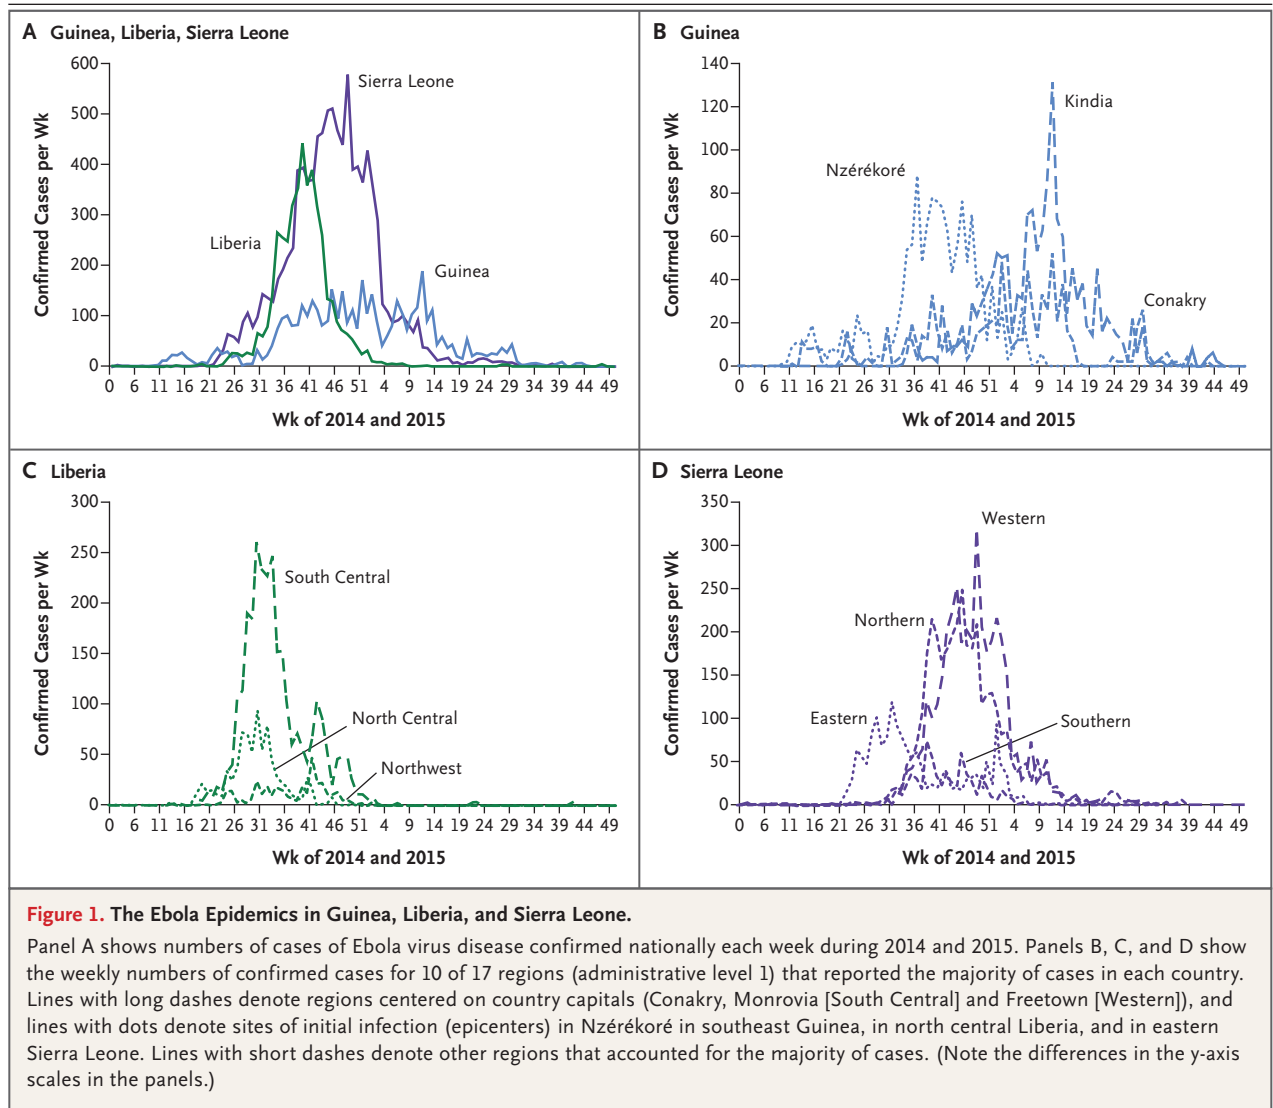 A Guinea, Liberia, Sierra Leone
600
500
400
300
200
100
0
Confirmed Cases per Wk
Sierra Leone
Liberia
Guinea
0 6 11 16 21 26 31 36 41 46 51 4 9 14 19 24 29 34 39 44 49
Wk of 2014 and 2015
B Guinea
140
120
100
80
60
40
20
0
Confirmed Cases per Wk
Kindia
Nzérékoré
Conakry
0 6 11 16 21 26 31 36 41 46 51 4 9 14 19 24 29 34 39 44 49
Wk of 2014 and 2015
C Liberia
300
250
200
150
100
50
0
Confirmed Cases per Wk
South Central
North Central
Northwest
0 6 11 16 21 26 31 36 41 46 51 4 9 14 19 24 29 34 39 44 49
Wk of 2014 and 2015
D Sierra Leone
350
300
250
200
150
100
50
0
Confirmed Cases per Wk
Western
Northern
Eastern
Southern
0 6 11 16 21 26 31 36 41 46 51 4 9 14 19 24 29 34 39 44 49
Wk of 2014 and 2015
Figure 1. The Ebola Epidemics in Guinea, Liberia, and Sierra Leone.
Panel A shows numbers of cases of Ebola virus disease confirmed nationally each week during 2014 and 2015. Panels B, C, and D show
the weekly numbers of confirmed cases for 10 of 17 regions (administrative level 1) that reported the majority of cases in each country.
Lines with long dashes denote regions centered on country capitals (Conakry, Monrovia [South Central] and Freetown [Western]), and
lines with dots denote sites of initial infection (epicenters) in Nzérékoré in southeast Guinea, in north central Liberia, and in eastern
Sierra Leone. Lines with short dashes denote other regions that accounted for the majority of cases. (Note the differences in the y-axis
scales in the panels.)